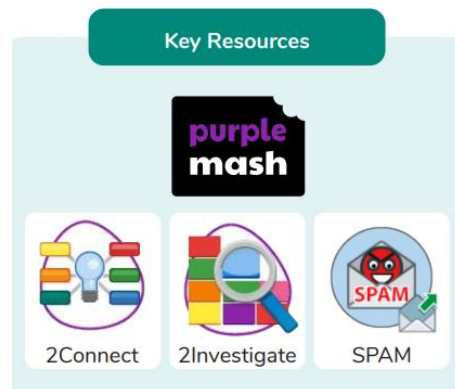 Key Resources
purple
mash
SPAM
2Connect
2Investigate
SPAM